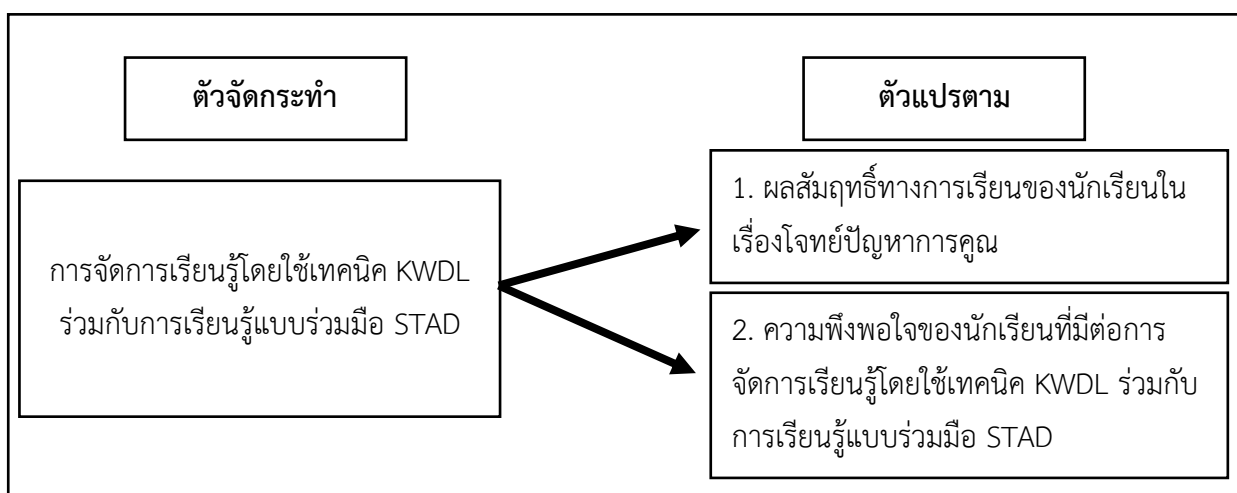 ตัวจัดกระทำ
ตัวแปรตาม
การจัดการเรียนรู้โดยใช้เทคนิค KWDL
ร่วมกับการเรียนรู้แบบร่วมมือ STAD
1. ผลสัมฤทธิ์ทางการเรียนของนักเรียนใน
เรื่องโจทย์ปัญหาการคูณ
2. ความพึงพอใจของนักเรียนที่มีต่อการ
จัดการเรียนรู้โดยใช้เทคนิค KWDL ร่วมกับ
การเรียนรู้แบบร่วมมือ STAD